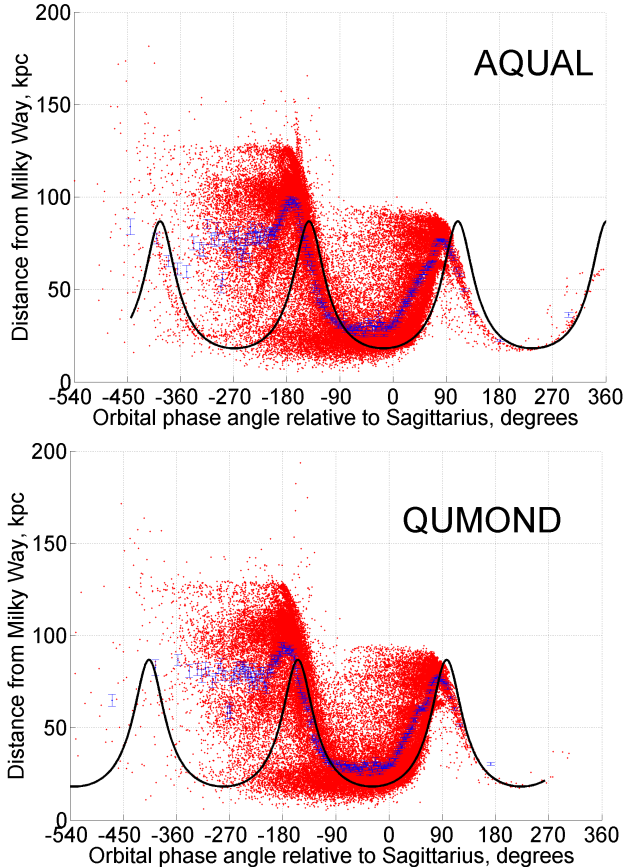 200
AQUAL
150
Distance from Milky Way, kpc
100
50
0
-540 -450 -360 -270 -180 -90 0 90 180 270 360
Orbital phase angle relative to Sagittarius, degrees
200
QUMOND
150
Distance from Milky Way, kpc
100
50
0
-540 -450 -360 -270 -180 -90 0 90 180 270 360
Orbital phase angle relative to Sagittarius, degrees